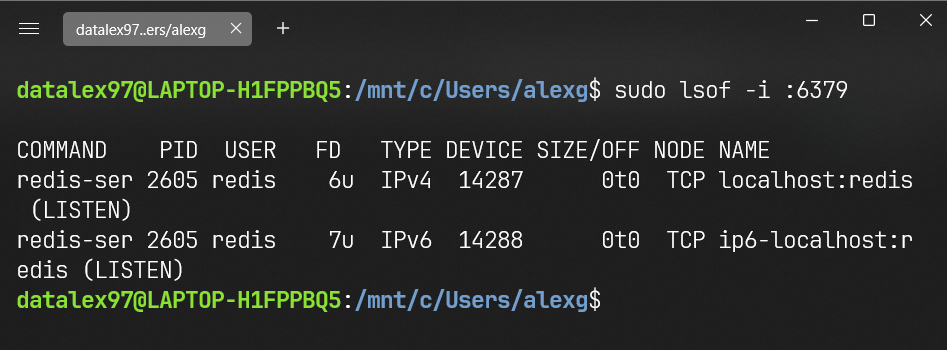 datalex97..ers/alexg
datalex97@LAPTOP-H1FPPBQ5:/mnt/c/Users/alexg$ sudo lsof -i :6379
COMMAND    PID  USER   FD   TYPE DEVICE SIZE/OFF NODE NAME
redis-ser 2605 redis    6u  IPv4  14287      0t0  TCP localhost:redis
 (LISTEN)
redis-ser 2605 redis    7u  IPv6  14288      0t0  TCP ip6-localhost:r
edis (LISTEN)
datalex97@LAPTOP-H1FPPBQ5:/mnt/c/Users/alexg$